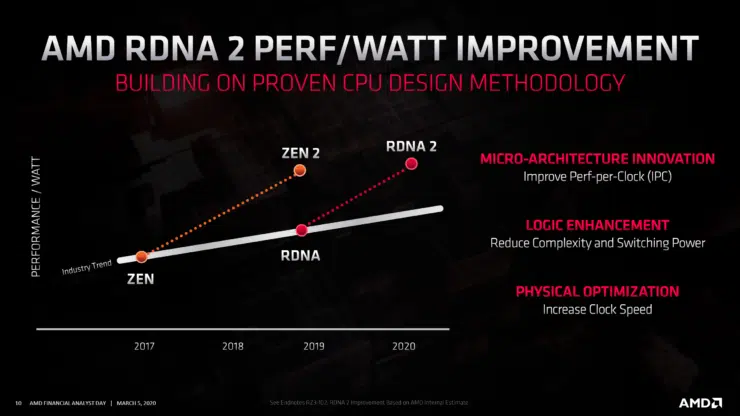 AMD RDNA 2 PERF/WATT IMPROVEMENT
BUILDING ON PROVEN CPU DESIGN METHODOLOGY
PERFORMANCE / WATT
ZEN 2
RDNA 2
Industry Trend
ZEN
RDNA
2017
2018
2019
2020
MICRO-ARCHITECTURE INNOVATION
Improve Perf-per-Clock (IPC)
LOGIC ENHANCEMENT
Reduce Complexity and Switching Power
PHYSICAL OPTIMIZATION
Increase Clock Speed
10 AMD FINANCIAL ANALYST DAY | MARCH 5, 2020
See Endnotes RDNA 2 Improvement based on AMD Internal Estimate
AMD